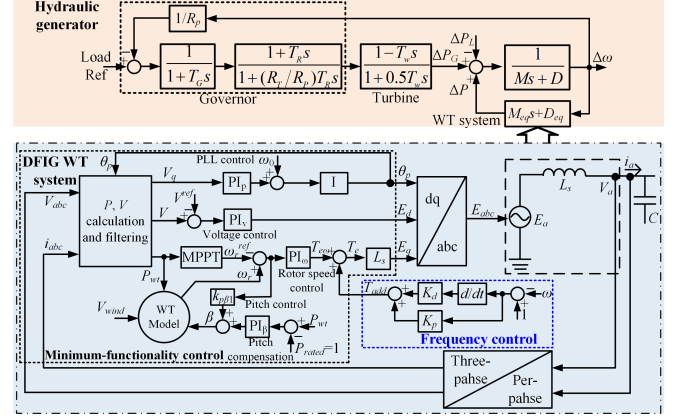 Hydraulic
generator
1/R_p
Load
Ref
1
1+T_G s
1+T_R s
1+(R_T/R_P)T_R s
Governor
1−T_w s
1+0.5T_w s
Turbine
ΔP_L
ΔP_G
ΔP
1
Ms+D
Δω
WT system
M_eq s+D_eq
DFIG WT
system
θ_p
V_abc
i_abc
P, V
calculation
and filtering
V_q
PLL control
ω_0
PI_p
I
θ_p
V
V^ref
PI_v
Voltage control
E_d
MPPT
ω_r^ref
ω_r
PI_ω
Rotor speed
control
T_eω
T_e
L_s
E_q
dq
abc
E_abc
L_s
E_a
V_a
i_a
C
P_wt
V_wind
WT
Model
k_pβ1
Pitch control
β
PI_β
Pitch
compensation
P_wt
P_rated=1
Minimum-functionality control
T_add
K_d
d/dt
K_p
ω
1
Frequency control
Three-
pahse
Per-
pahse